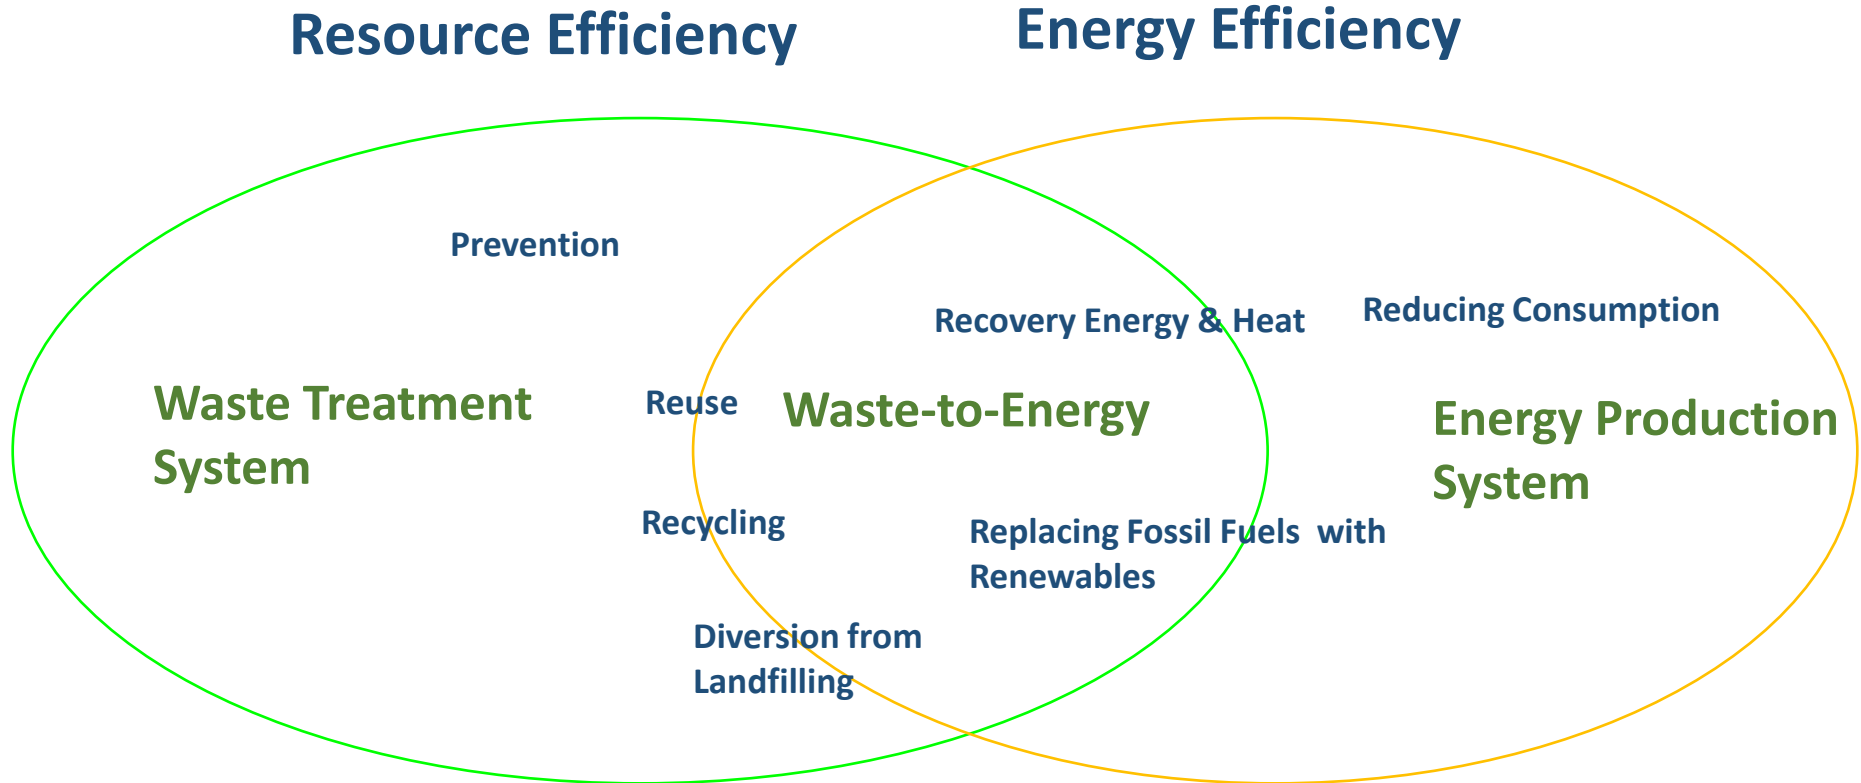 Resource Efficiency
Energy Efficiency
Prevention
Recovery Energy & Heat
Reducing Consumption
Waste Treatment
System
Reuse
Waste-to-Energy
Energy Production
System
Recycling
Replacing Fossil Fuels  with
Renewables
Diversion from
Landfilling